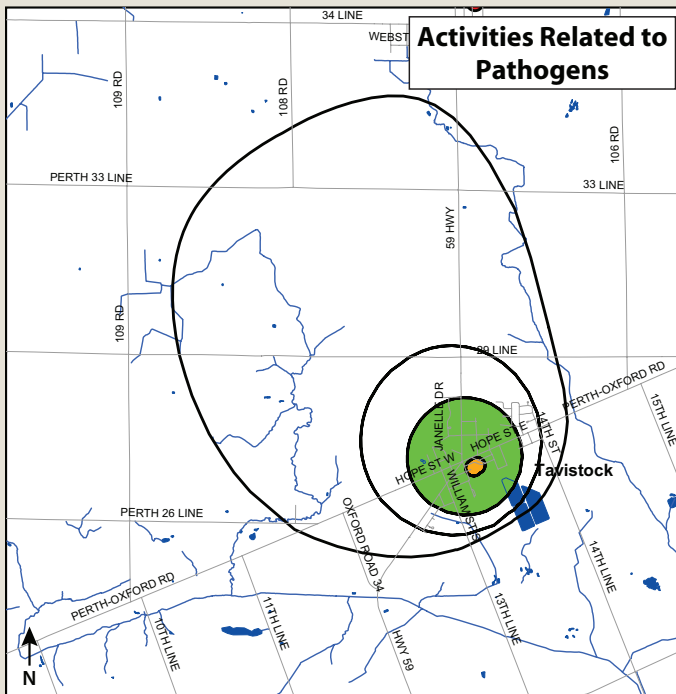 34 LINE
WEBST
Activities Related to
Pathogens
109 RD
108 RD
106 RD
PERTH 33 LINE
33 LINE
59 HWY
109 RD
29 LINE
PERTH-OXFORD RD
15TH LINE
JANELLE DR
HOPE ST E
14TH ST
HOPE ST W
Tavistock
WILLIAM ST S
PERTH 26 LINE
OXFORD ROAD 34
14TH LINE
PERTH-OXFORD RD
10TH LINE
11TH LINE
13TH LINE
HWY 59
N